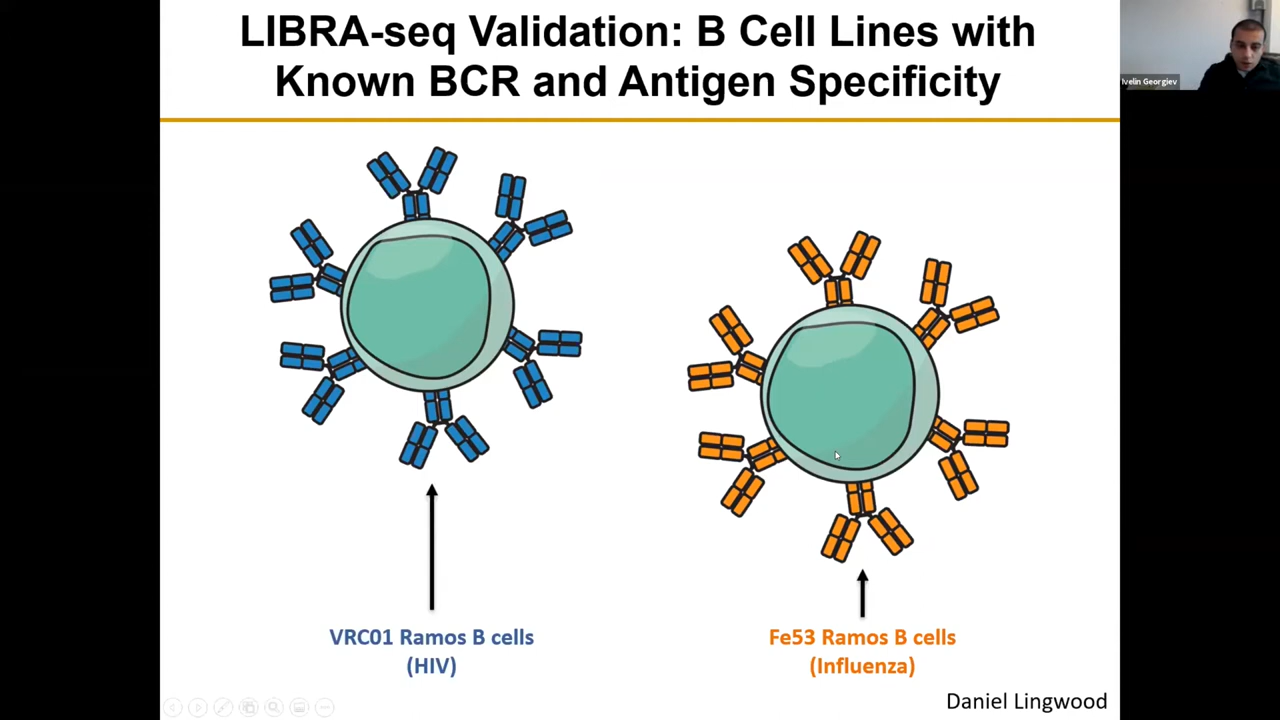 LIBRA-seq Validation: B Cell Lines with
Known BCR and Antigen Specificity
Ivelin Georgiev
VRC01 Ramos B cells
(HIV)
Fe53 Ramos B cells
(Influenza)
Daniel Lingwood